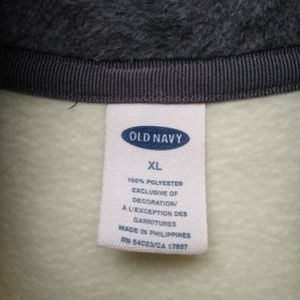 OLD NAVY
XL
100% POLYESTER
EXCLUSIVE OF
DECORATION/
À L'EXCEPTION DES
GARNITURES
MADE IN PHILIPPINES
RN 54023/CA 17897